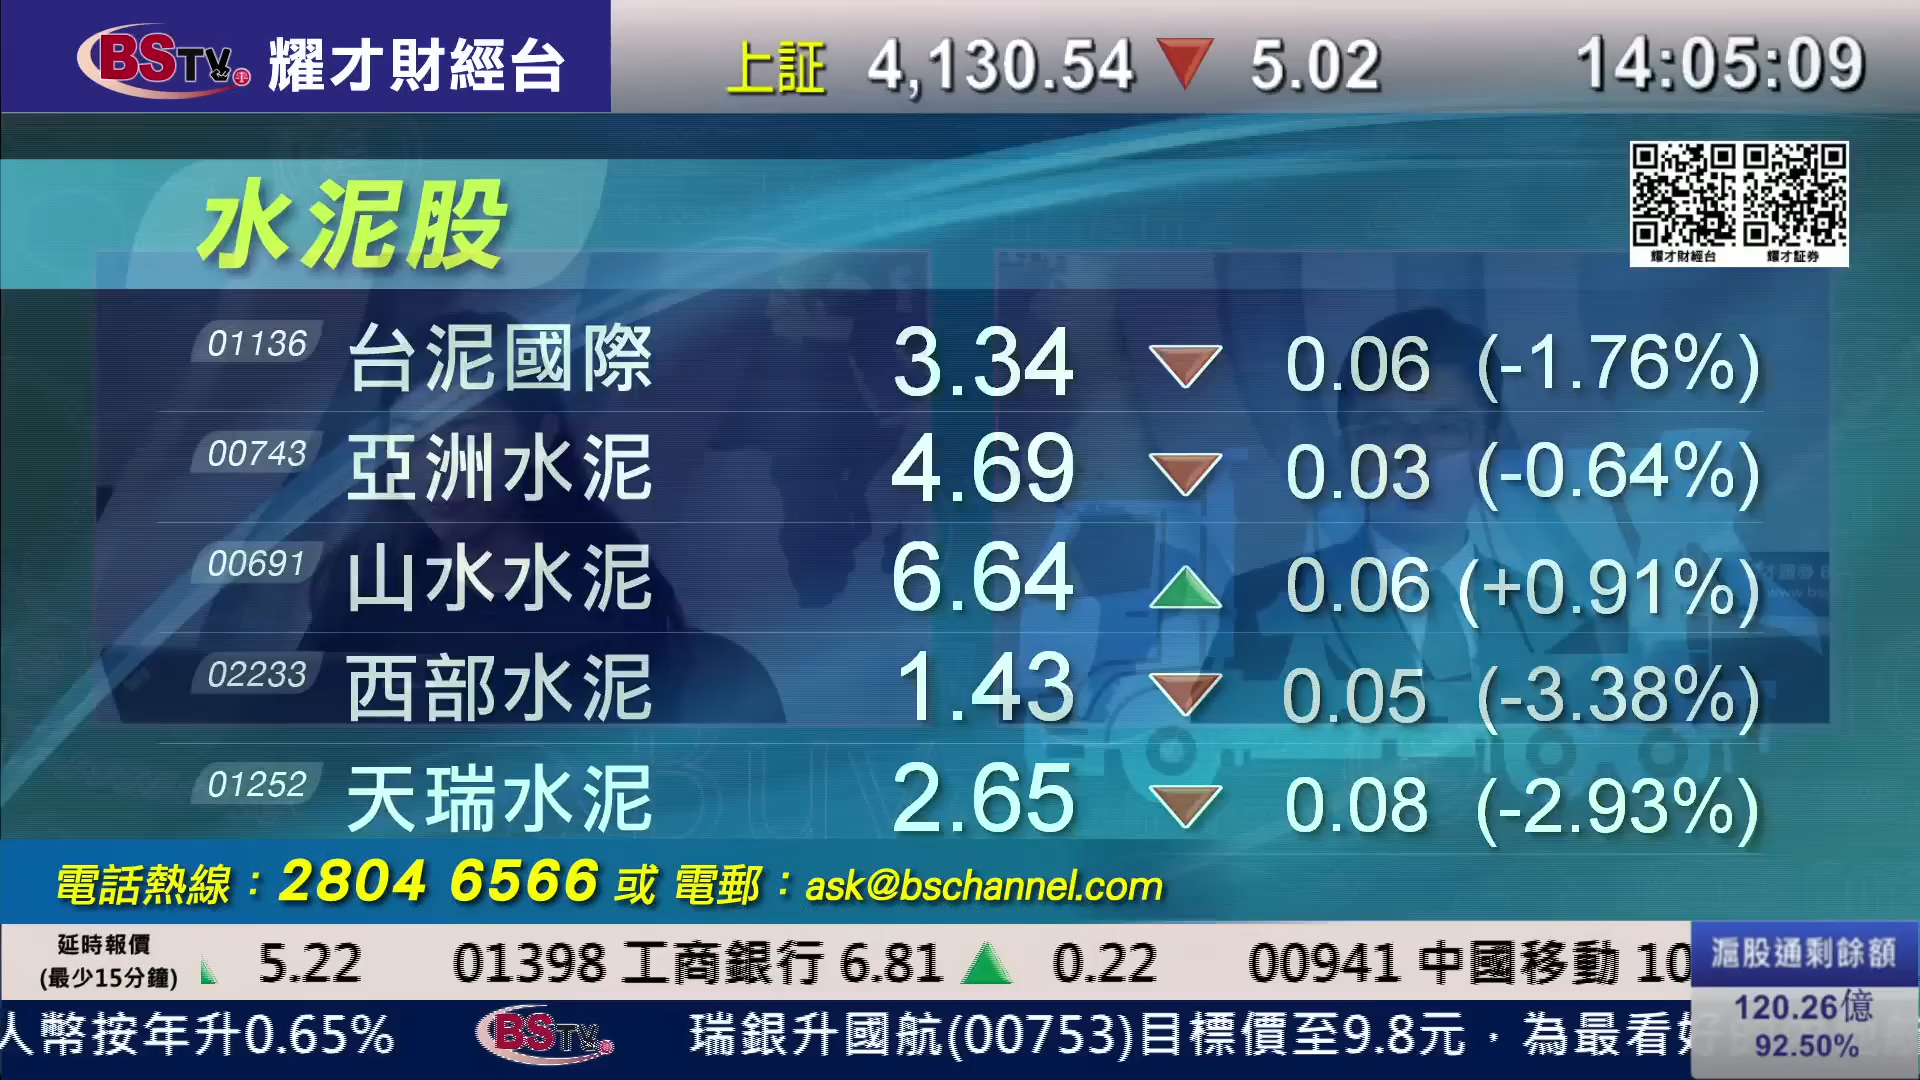 BSTV 耀才財經台
上証 4,130.54 ▼ 5.02
14:05:09
耀才財經台 耀才証券
水泥股
01136 台泥國際 3.34 ▼ 0.06 (-1.76%)
00743 亞洲水泥 4.69 ▼ 0.03 (-0.64%)
00691 山水水泥 6.64 ▲ 0.06 (+0.91%)
02233 西部水泥 1.43 ▼ 0.05 (-3.38%)
01252 天瑞水泥 2.65 ▼ 0.08 (-2.93%)
電話熱線：2804 6566 或 電郵：ask@bschannel.com
延時報價
(最少15分鐘)
▲ 5.22 01398 工商銀行 6.81 ▲ 0.22 00941 中國移動 10
滬股通剩餘額
120.26億
92.50%
人幣按年升0.65% BSTV 瑞銀升國航(00753)目標價至9.8元，為最看好